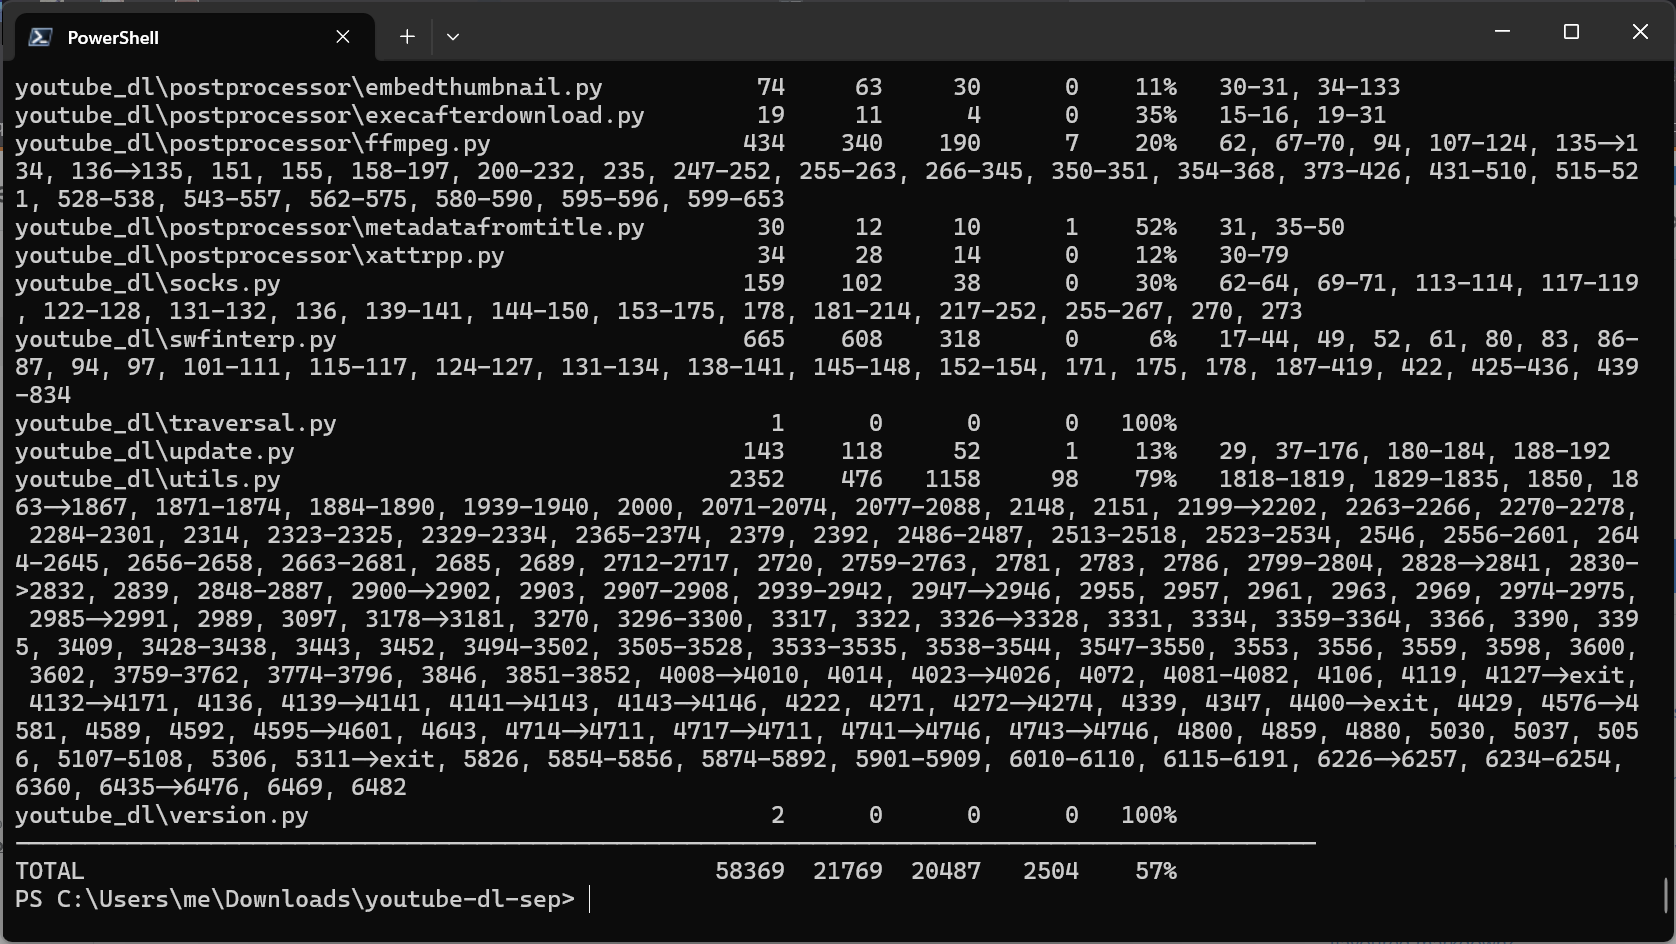 PowerShell
youtube_dl\postprocessor\embedthumbnail.py 74 63 30 0 11% 30-31, 34-133
youtube_dl\postprocessor\execafterdownload.py 19 11 4 0 35% 15-16, 19-31
youtube_dl\postprocessor\ffmpeg.py 434 340 190 7 20% 62, 67-70, 94, 107-124, 135->1
34, 136->135, 151, 155, 158-197, 200-232, 235, 247-252, 255-263, 266-345, 350-351, 354-368, 373-426, 431-510, 515-52
1, 528-538, 543-557, 562-575, 580-590, 595-596, 599-653
youtube_dl\postprocessor\metadatafromtitle.py 30 12 10 1 52% 31, 35-50
youtube_dl\postprocessor\xattrpp.py 34 28 14 0 12% 30-79
youtube_dl\socks.py 159 102 38 0 30% 62-64, 69-71, 113-114, 117-119
, 122-128, 131-132, 136, 139-141, 144-150, 153-175, 178, 181-214, 217-252, 255-267, 270, 273
youtube_dl\swfinterp.py 665 608 318 0 6% 17-44, 49, 52, 61, 80, 83, 86-
87, 94, 97, 101-111, 115-117, 124-127, 131-134, 138-141, 145-148, 152-154, 171, 175, 178, 187-419, 422, 425-436, 439
-834
youtube_dl\traversal.py 1 0 0 0 100%
youtube_dl\update.py 143 118 52 1 13% 29, 37-176, 180-184, 188-192
youtube_dl\utils.py 2352 476 1158 98 79% 1818-1819, 1829-1835, 1850, 18
63->1867, 1871-1874, 1884-1890, 1939-1940, 2000, 2071-2074, 2077-2088, 2148, 2151, 2199->2202, 2263-2266, 2270-2278,
2284-2301, 2314, 2323-2325, 2329-2334, 2365-2374, 2379, 2392, 2486-2487, 2513-2518, 2523-2534, 2546, 2556-2601, 264
4-2645, 2656-2658, 2663-2681, 2685, 2689, 2712-2717, 2720, 2759-2763, 2781, 2783, 2786, 2799-2804, 2828->2841, 2830-
>2832, 2839, 2848-2887, 2900->2902, 2903, 2907-2908, 2939-2942, 2947->2946, 2955, 2957, 2961, 2963, 2969, 2974-2975,
2985->2991, 2989, 3097, 3178->3181, 3270, 3296-3300, 3317, 3322, 3326->3328, 3331, 3334, 3359-3364, 3366, 3390, 339
5, 3409, 3428-3438, 3443, 3452, 3494-3502, 3505-3528, 3533-3535, 3538-3544, 3547-3550, 3553, 3556, 3559, 3598, 3600,
3602, 3759-3762, 3774-3796, 3846, 3851-3852, 4008->4010, 4014, 4023->4026, 4072, 4081-4082, 4106, 4119, 4127->exit,
4132->4171, 4136, 4139->4141, 4141->4143, 4143->4146, 4222, 4271, 4272->4274, 4339, 4347, 4400->exit, 4429, 4576->4
581, 4589, 4592, 4595->4601, 4643, 4714->4711, 4717->4711, 4741->4746, 4743->4746, 4800, 4859, 4880, 5030, 5037, 505
6, 5107-5108, 5306, 5311->exit, 5826, 5854-5856, 5874-5892, 5901-5909, 6010-6110, 6115-6191, 6226->6257, 6234-6254,
6360, 6435->6476, 6469, 6482
youtube_dl\version.py 2 0 0 0 100%
TOTAL 58369 21769 20487 2504 57%
PS C:\Users\me\Downloads\youtube-dl-sep>